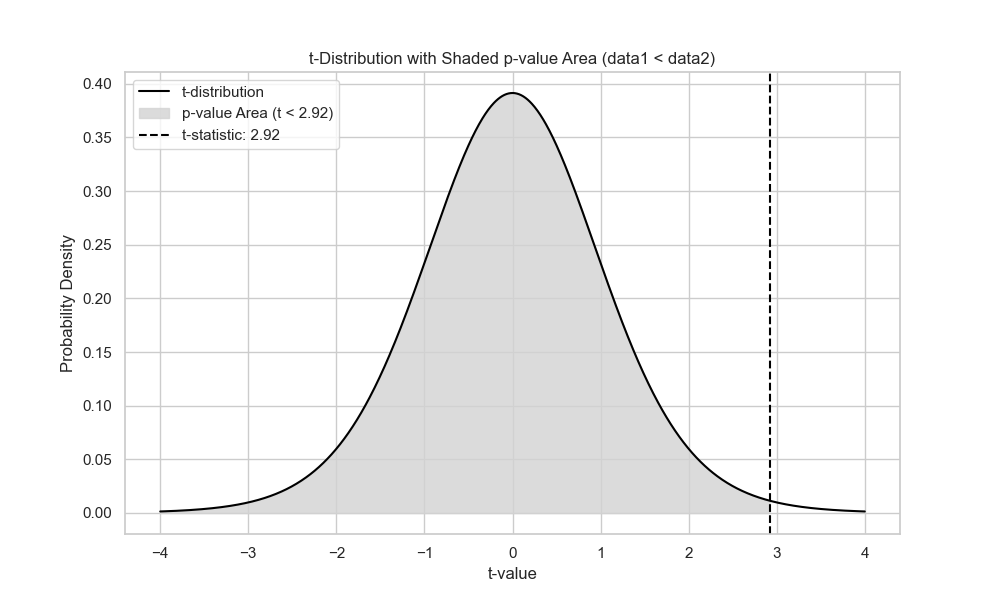 t-Distribution with Shaded p-value Area (data1 < data2)
t-distribution
p-value Area (t < 2.92)
t-statistic: 2.92
Probability Density
0.40
0.35
0.30
0.25
0.20
0.15
0.10
0.05
0.00
−4 −3 −2 −1 0 1 2 3 4
t-value